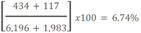 [434 + 117 / 6,196 + 1,983] x100 = 6.74%